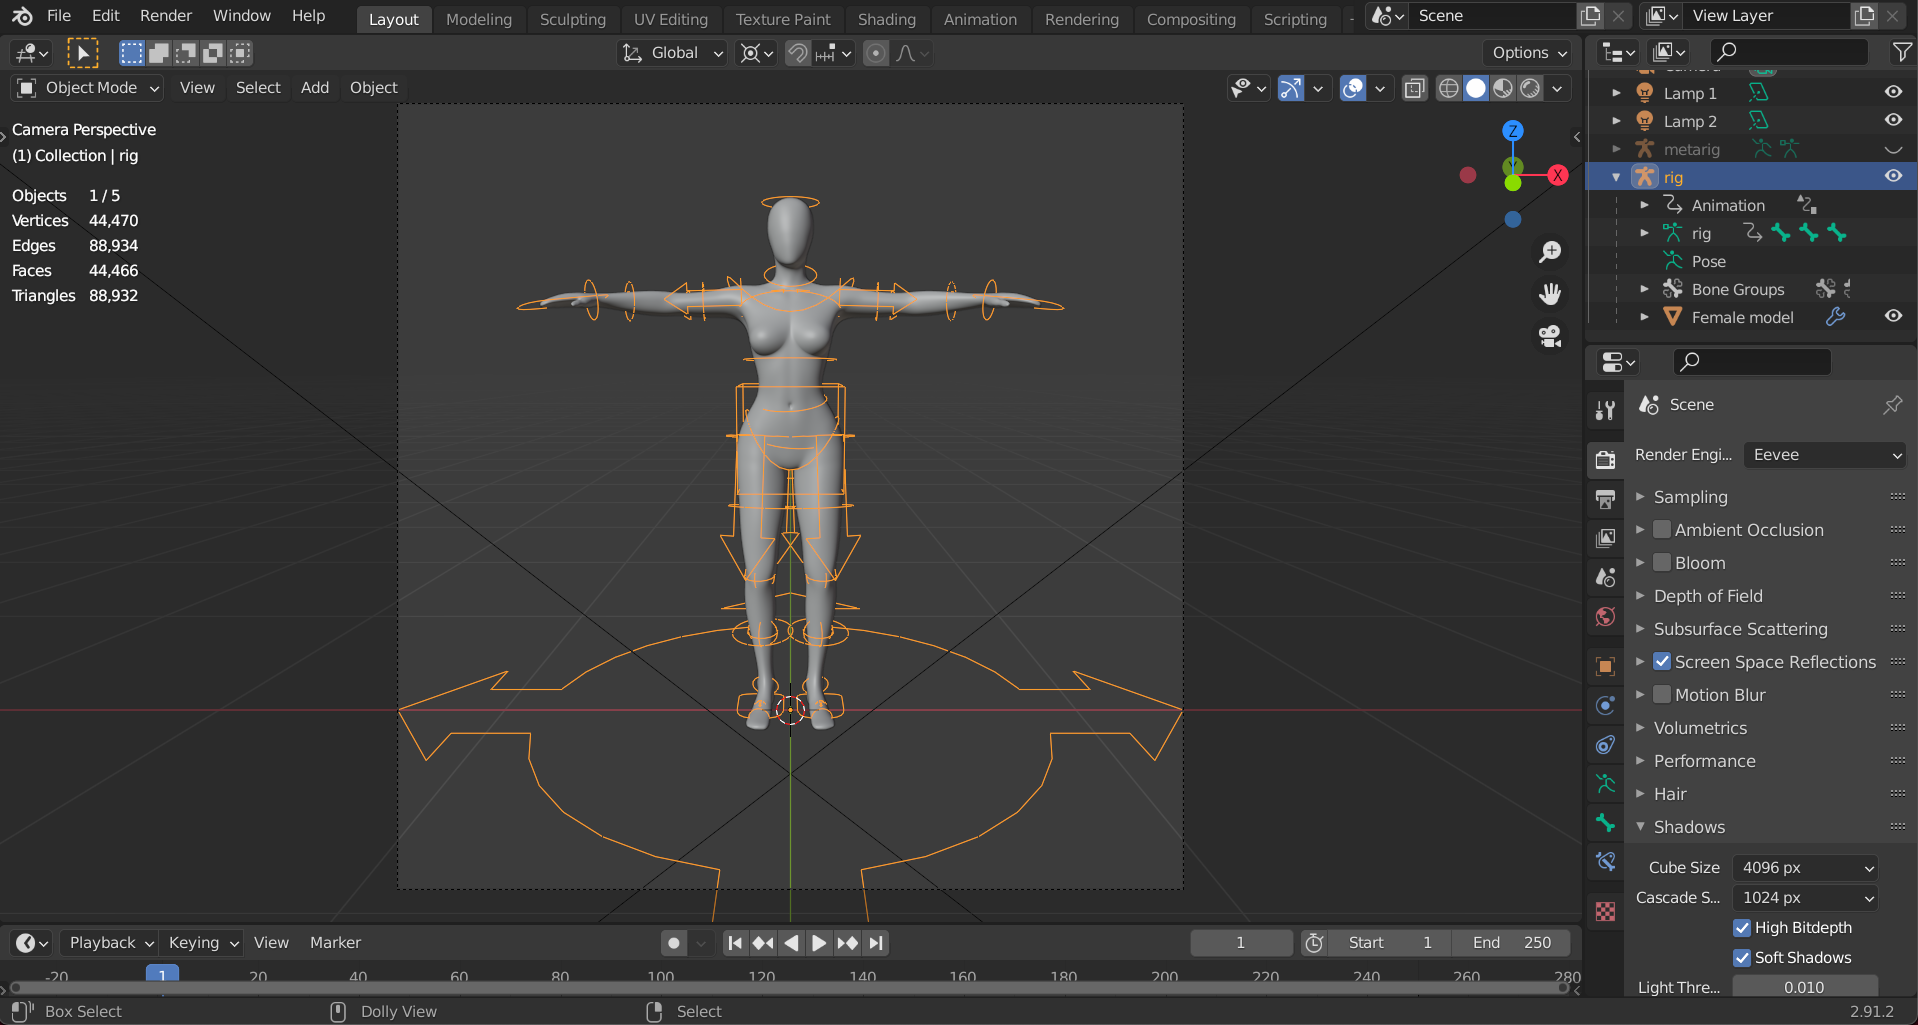 File Edit Render Window Help Layout Modeling Sculpting UV Editing Texture Paint Shading Animation Rendering Compositing Scripting Scene View Layer
Global Options
Object Mode View Select Add Object
Camera Perspective
(1) Collection | rig
Objects 1 / 5
Vertices 44,470
Edges 88,934
Faces 44,466
Triangles 88,932
Z
Y
X
Lamp 1
Lamp 2
metarig
rig
Animation
rig
Pose
Bone Groups
Female model
Scene
Render Engi... Eevee
Sampling
Ambient Occlusion
Bloom
Depth of Field
Subsurface Scattering
Screen Space Reflections
Motion Blur
Volumetrics
Performance
Hair
Shadows
Cube Size 4096 px
Cascade S... 1024 px
High Bitdepth
Soft Shadows
Light Thre... 0.010
Playback Keying View Marker 1 Start 1 End 250
-20 1 20 40 60 80 100 120 140 160 180 200 220 240 260 280
Box Select Dolly View Select 2.91.2